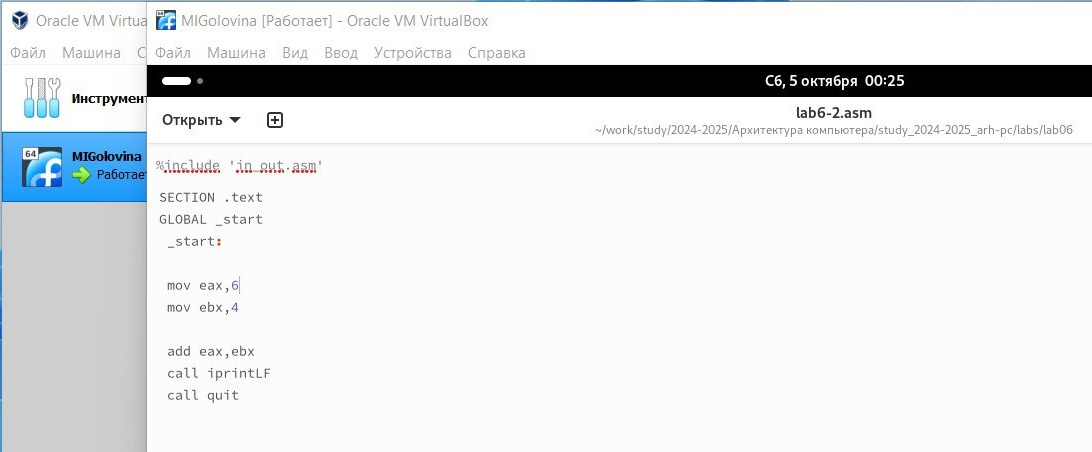 Oracle VM Virtua
Файл Машина С
Инструмент
64
MIGolovina
Работает
MIGolovina [Работает] - Oracle VM VirtualBox
Файл Машина Вид Ввод Устройства Справка
Сб, 5 октября 00:25
Открыть
lab6-2.asm
~/work/study/2024-2025/Архитектура компьютера/study_2024-2025_arh-pc/labs/lab06
%include 'in_out.asm'
SECTION .text
GLOBAL _start
_start:
mov eax,6
mov ebx,4
add eax,ebx
call iprintLF
call quit